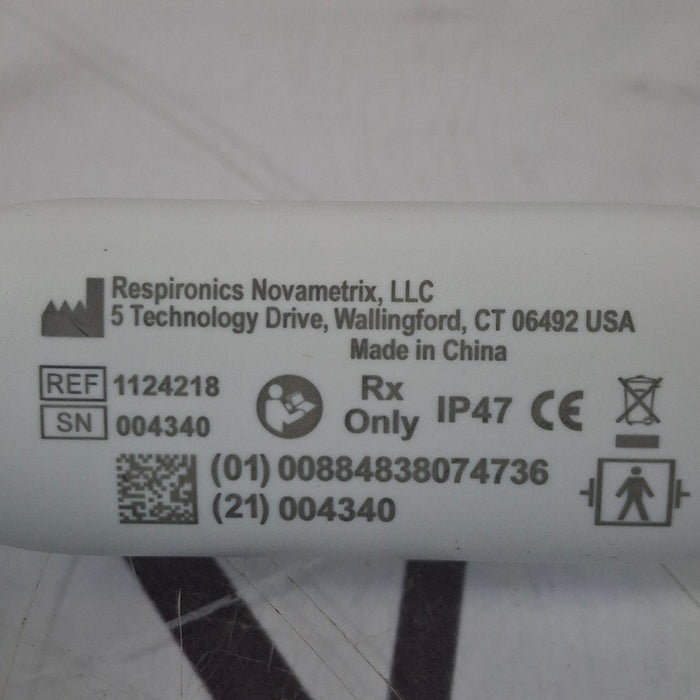 Respironics Novametrix, LLC
5 Technology Drive, Wallingford, CT 06492 USA
Made in China
REF 1124218
SN 004340
Rx
Only
IP47 CE
(01) 00884838074736
(21) 004340